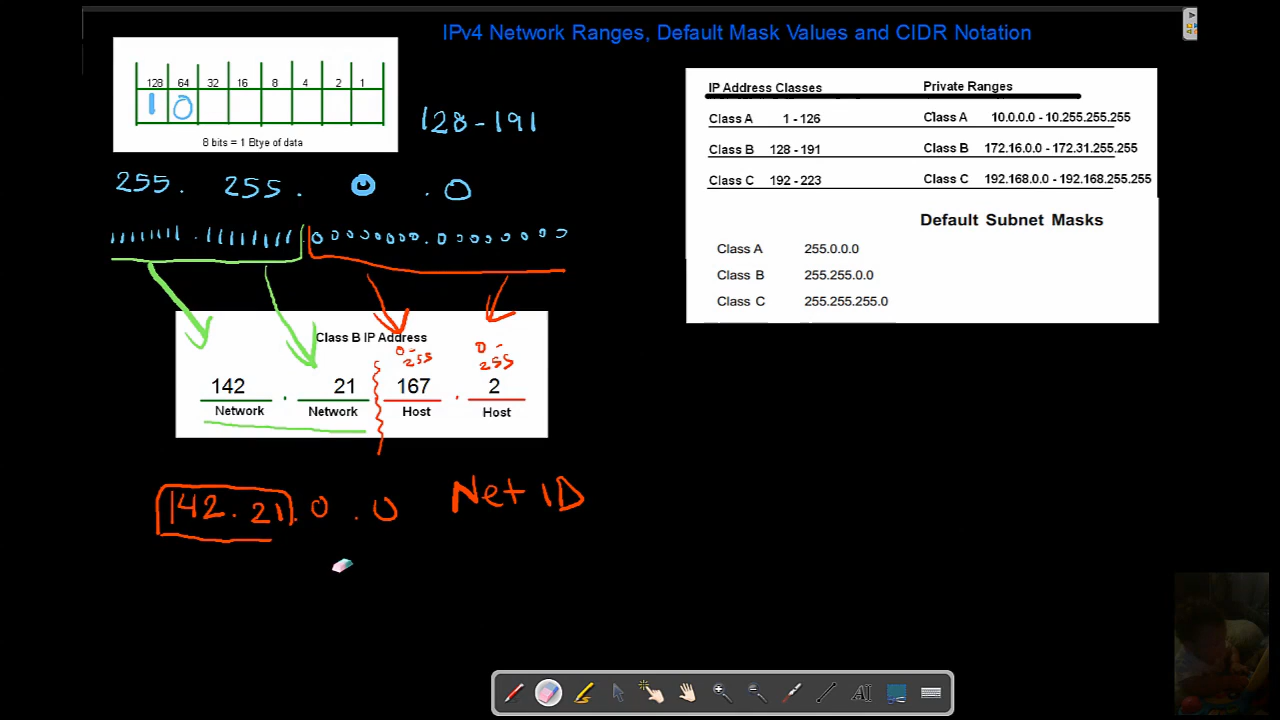 IPv4 Network Ranges, Default Mask Values and CIDR Notation
128 64 32 16 8 4 2 1
1 0
8 bits = 1 Btye of data
128-191
255. 255. 0 .0
11111111 .11111111 .00000000.00000000
Class B IP Address
0- 0-
255 255
142 . 21 167 . 2
Network Network Host Host
142.21.0.0 Net ID
IP Address Classes Private Ranges
Class A 1 - 126 Class A 10.0.0.0 - 10.255.255.255
Class B 128 - 191 Class B 172.16.0.0 - 172.31.255.255
Class C 192 - 223 Class C 192.168.0.0 - 192.168.255.255
Default Subnet Masks
Class A 255.0.0.0
Class B 255.255.0.0
Class C 255.255.255.0
AI